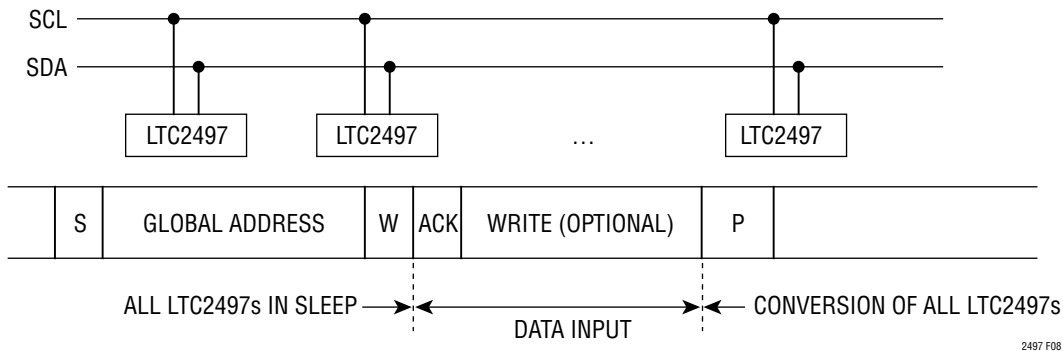 SCL
SDA
LTC2497 LTC2497 … LTC2497
S GLOBAL ADDRESS W ACK WRITE (OPTIONAL) P
ALL LTC2497s IN SLEEP DATA INPUT CONVERSION OF ALL LTC2497s
2497 F08